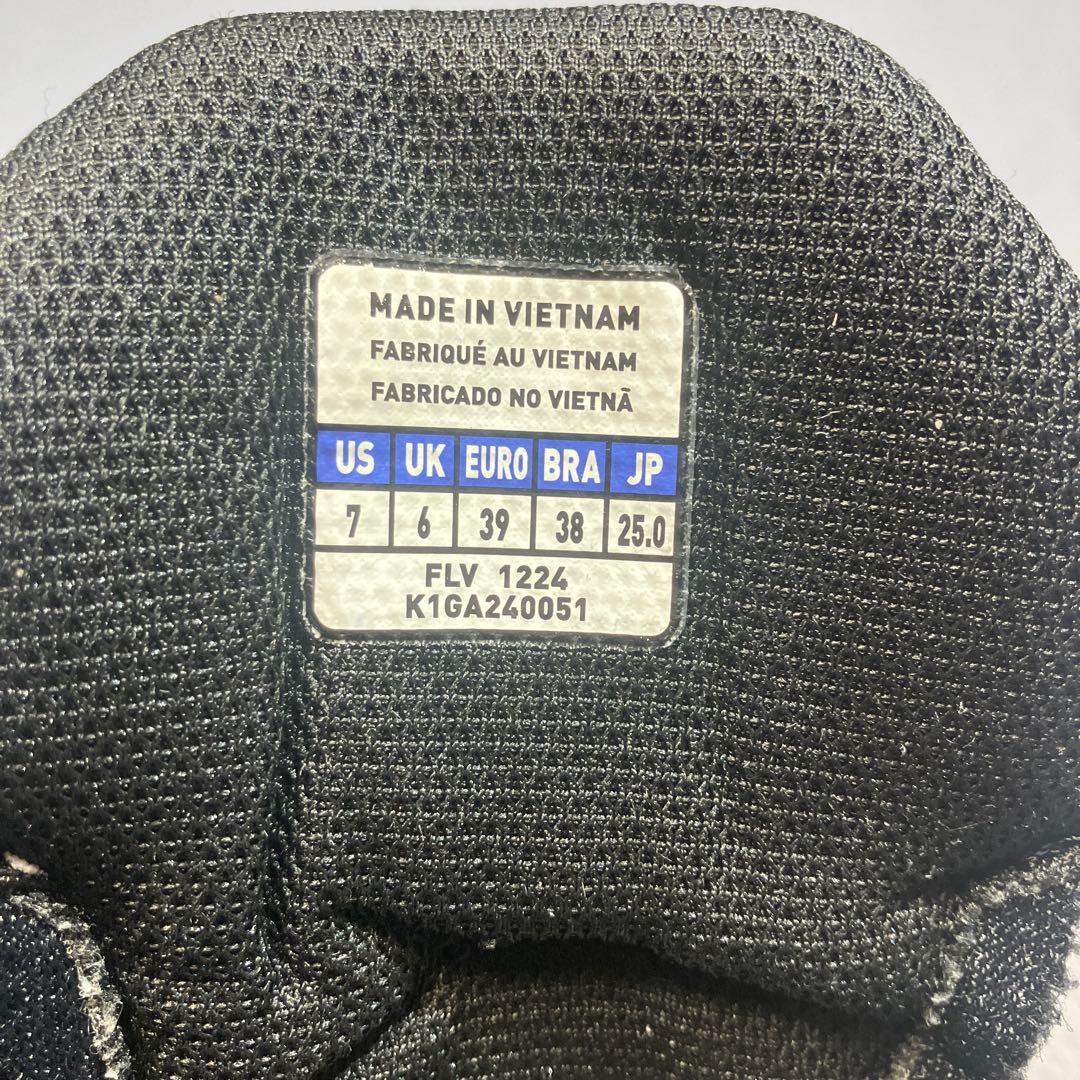 MADE IN VIETNAM
FABRIQUÉ AU VIETNAM
FABRICADO NO VIETNÃ
US UK EURO BRA JP
7 6 39 38 25.0
FLV 1224
K1GA240051